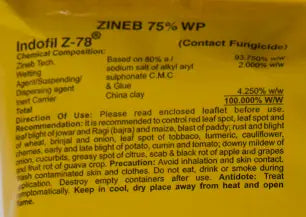 ZINEB 75% WP
Indofil Z-78®
(Contact Fungicide)
Chemical Composition:
Zineb Tech. Based on 80% a.i 93.750% w/w
Wetting sodium salt of alkyl aryl 2.000% w/w
Agent/Suspending/ sulphonate C.M.C
Dispersing agent & Glue
Inert Carrier China clay 4.250% w/w
Total 100.000% W/W
Direction Of Use: Please read enclosed leaflet before use.
Recommendation: It is recommended to control red leaf spot, leaf spot and
leaf blight of jowar and Ragi (bajra) and maize, blast of paddy; rust and blight
of wheat, brinjal and onion, leaf spot of tobbaco, turmeric, cauliflower,
cherries, early and late blight of potato, cumin and tomato; downy mildew of
onion, cucurbits, greasy spot of citrus, scab & black rot of apple and grapes
and fruit rot of guava crop. Precaution: Avoid inhalation and skin contact.
Wash contaminated skin and clothes. Do not eat, drink or smoke during
application. Destroy empty containers after use. Antidote: Treat
symptomatically. Keep in cool, dry place away from heat and open
flame.